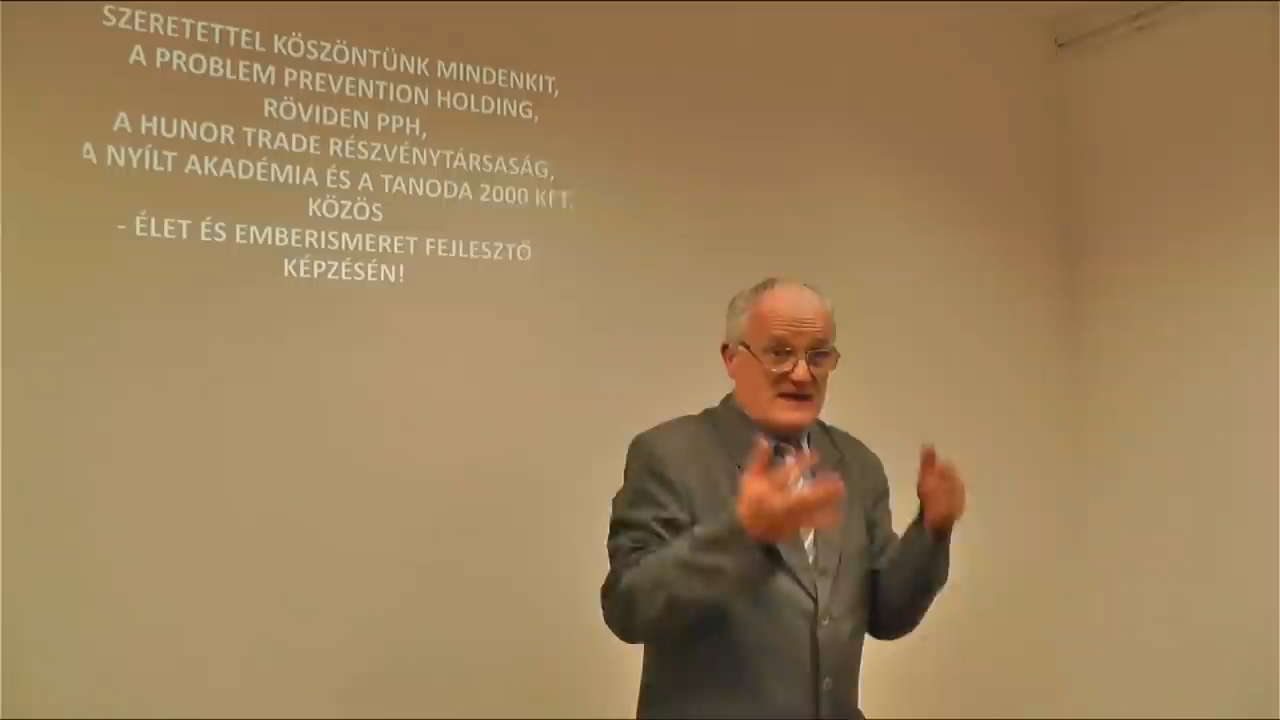 SZERETETTEL KÖSZÖNTÜNK MINDENKIT,
A PROBLEM PREVENTION HOLDING,
RÖVIDEN PPH,
A HUNOR TRADE RÉSZVÉNYTÁRSASÁG,
A NYÍLT AKADÉMIA ÉS A TANODA 2000 KFT.
KÖZÖS
- ÉLET ÉS EMBERISMERET FEJLESZTŐ
KÉPZÉSÉN!